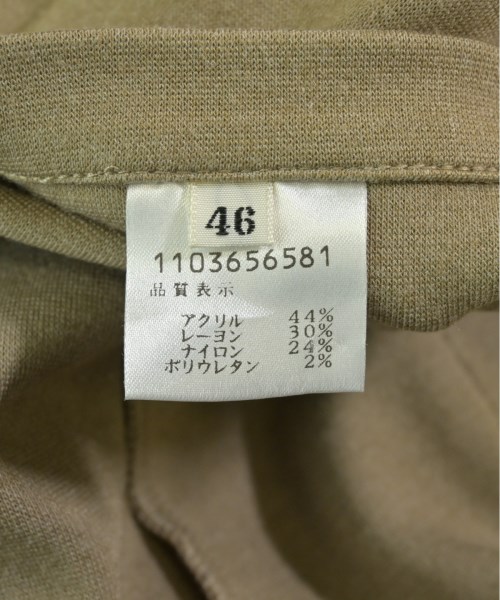 46
1103656581
品質表示
アクリル 44%
レーヨン 30%
ナイロン 24%
ポリウレタン 2%